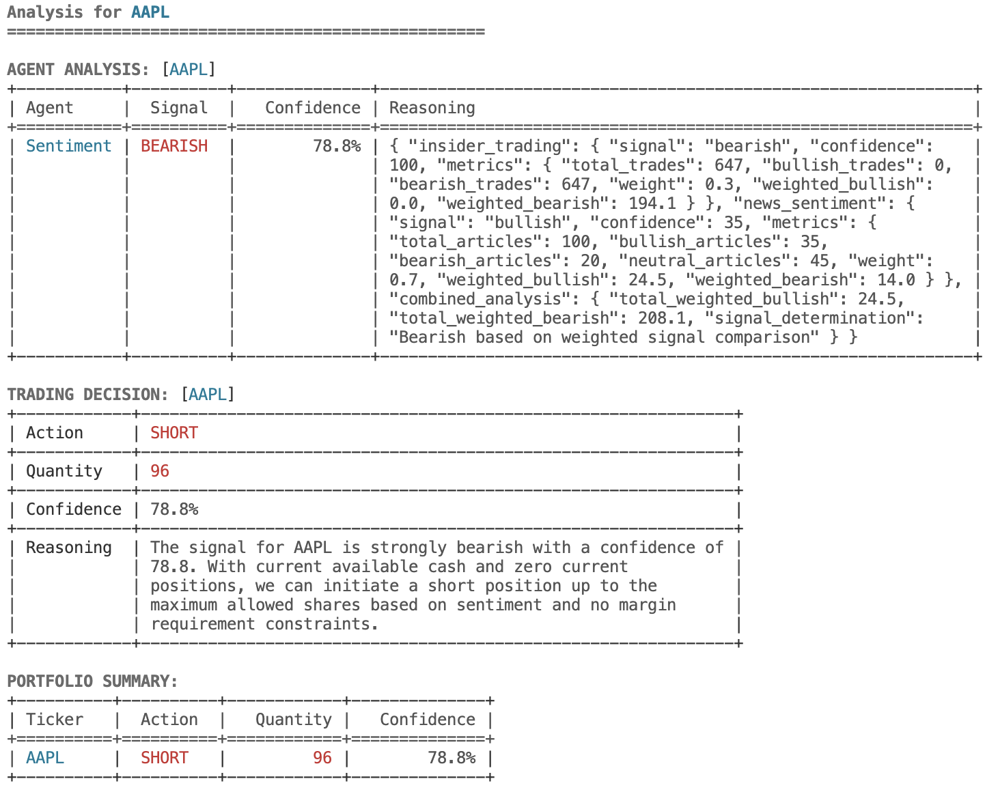 Analysis for AAPL
==================================================
AGENT ANALYSIS: [AAPL]
Agent Signal Confidence Reasoning
Sentiment BEARISH 78.8% { "insider_trading": { "signal": "bearish", "confidence":
100, "metrics": { "total_trades": 647, "bullish_trades": 0,
"bearish_trades": 647, "weight": 0.3, "weighted_bullish":
0.0, "weighted_bearish": 194.1 } }, "news_sentiment": {
"signal": "bullish", "confidence": 35, "metrics": {
"total_articles": 100, "bullish_articles": 35,
"bearish_articles": 20, "neutral_articles": 45, "weight":
0.7, "weighted_bullish": 24.5, "weighted_bearish": 14.0 } },
"combined_analysis": { "total_weighted_bullish": 24.5,
"total_weighted_bearish": 208.1, "signal_determination":
"Bearish based on weighted signal comparison" } }
TRADING DECISION: [AAPL]
Action SHORT
Quantity 96
Confidence 78.8%
Reasoning The signal for AAPL is strongly bearish with a confidence of
78.8. With current available cash and zero current
positions, we can initiate a short position up to the
maximum allowed shares based on sentiment and no margin
requirement constraints.
PORTFOLIO SUMMARY:
Ticker Action Quantity Confidence
AAPL SHORT 96 78.8%